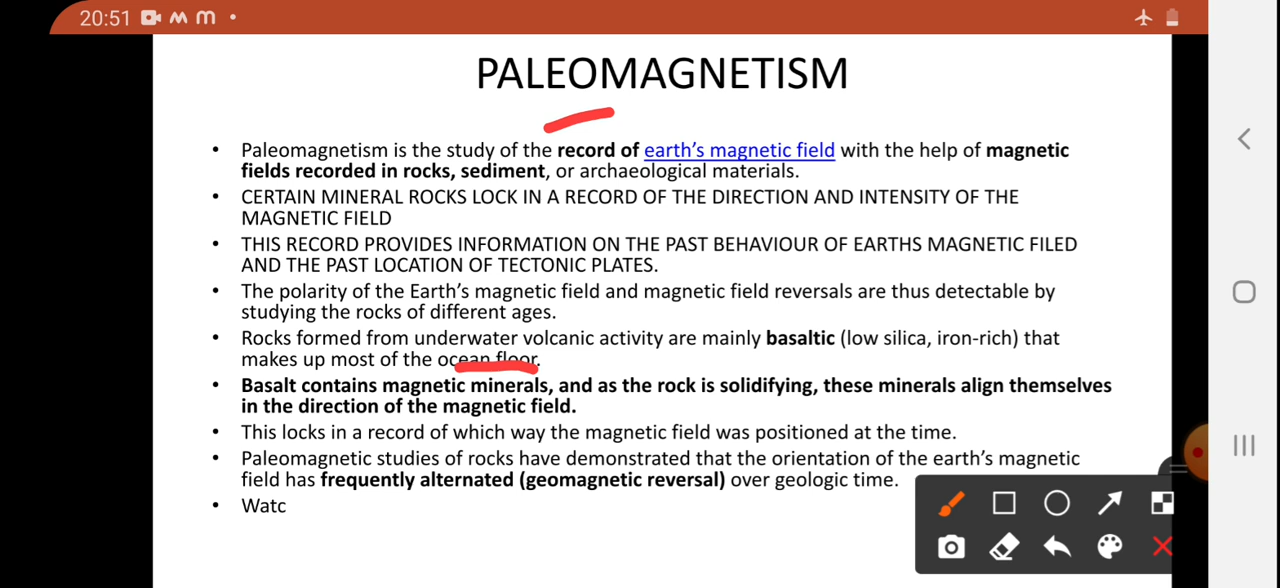 20:51
PALEOMAGNETISM
• Paleomagnetism is the study of the record of earth's magnetic field with the help of magnetic
fields recorded in rocks, sediment, or archaeological materials.
• CERTAIN MINERAL ROCKS LOCK IN A RECORD OF THE DIRECTION AND INTENSITY OF THE
MAGNETIC FIELD
• THIS RECORD PROVIDES INFORMATION ON THE PAST BEHAVIOUR OF EARTHS MAGNETIC FILED
AND THE PAST LOCATION OF TECTONIC PLATES.
• The polarity of the Earth's magnetic field and magnetic field reversals are thus detectable by
studying the rocks of different ages.
• Rocks formed from underwater volcanic activity are mainly basaltic (low silica, iron-rich) that
makes up most of the ocean floor.
• Basalt contains magnetic minerals, and as the rock is solidifying, these minerals align themselves
in the direction of the magnetic field.
• This locks in a record of which way the magnetic field was positioned at the time.
• Paleomagnetic studies of rocks have demonstrated that the orientation of the earth's magnetic
field has frequently alternated (geomagnetic reversal) over geologic time.
• Watc